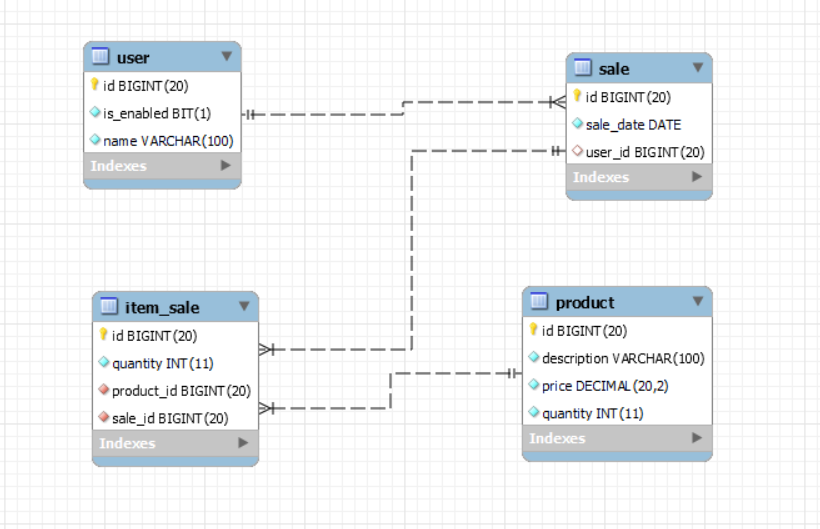 user
id BIGINT(20)
is_enabled BIT(1)
name VARCHAR(100)
Indexes
sale
id BIGINT(20)
sale_date DATE
user_id BIGINT(20)
Indexes
item_sale
id BIGINT(20)
quantity INT(11)
product_id BIGINT(20)
sale_id BIGINT(20)
Indexes
product
id BIGINT(20)
description VARCHAR(100)
price DECIMAL(20,2)
quantity INT(11)
Indexes